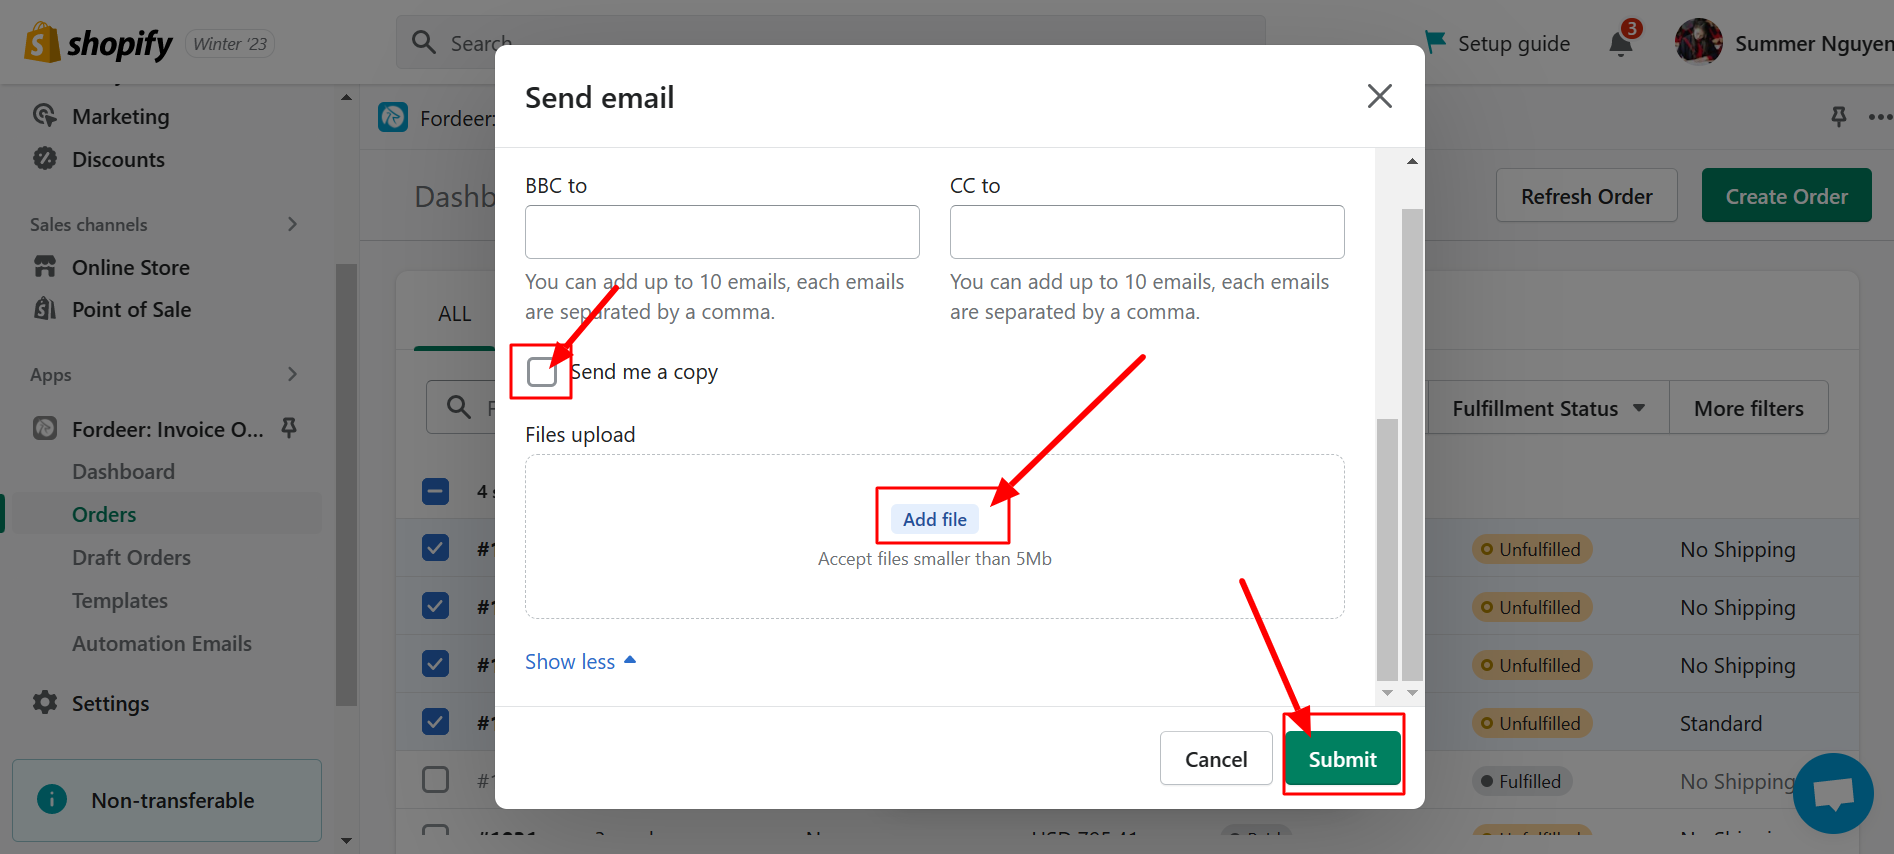 shopify
Winter ‘23
Search
Setup guide
3
Summer Nguyen
Marketing
Discounts
Sales channels
Online Store
Point of Sale
Apps
Fordeer: Invoice O...
Dashboard
Orders
Draft Orders
Templates
Automation Emails
Settings
Non-transferable
Fordeer:
Refresh Order
Create Order
ALL
Fulfillment Status
More filters
Unfulfilled
No Shipping
Unfulfilled
No Shipping
Unfulfilled
No Shipping
Unfulfilled
Standard
Fulfilled
No Shipping
Send email
BBC to
CC to
You can add up to 10 emails, each emails
are separated by a comma.
You can add up to 10 emails, each emails
are separated by a comma.
Send me a copy
Files upload
Add file
Accept files smaller than 5Mb
Show less
Cancel
Submit